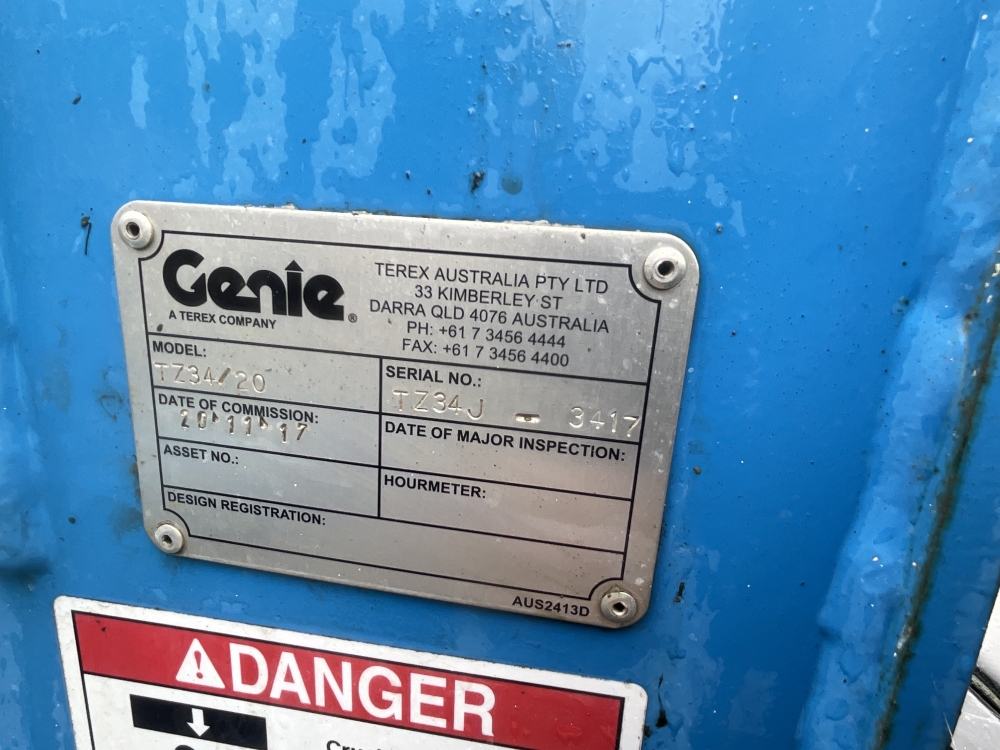 Genie®
A TEREX COMPANY
TEREX AUSTRALIA PTY LTD
33 KIMBERLEY ST
DARRA QLD 4076 AUSTRALIA
PH: +61 7 3456 4444
FAX: +61 7 3456 4400
MODEL:
TZ34/20
SERIAL NO.:
TZ34J - 3417
DATE OF COMMISSION:
20'11'17
DATE OF MAJOR INSPECTION:
ASSET NO.:
HOURMETER:
DESIGN REGISTRATION:
AUS2413D
DANGER